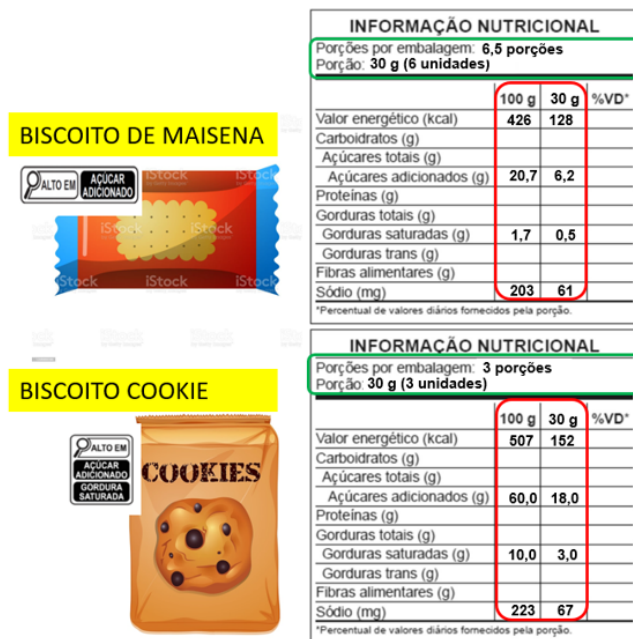 INFORMAÇÃO NUTRICIONAL
Porções por embalagem: 6,5 porções
Porção: 30 g (6 unidades)
100 g 30 g %VD*
Valor energético (kcal) 426 128
Carboidratos (g)
Açúcares totais (g)
Açúcares adicionados (g) 20,7 6,2
Proteínas (g)
Gorduras totais (g)
Gorduras saturadas (g) 1,7 0,5
Gorduras trans (g)
Fibras alimentares (g)
Sódio (mg) 203 61
*Percentual de valores diários fornecidos pela porção.
BISCOITO DE MAISENA
ALTO EM
AÇÚCAR
ADICIONADO
iStock
iStock
iStock
iStock
INFORMAÇÃO NUTRICIONAL
Porções por embalagem: 3 porções
Porção: 30 g (3 unidades)
100 g 30 g %VD*
Valor energético (kcal) 507 152
Carboidratos (g)
Açúcares totais (g)
Açúcares adicionados (g) 60,0 18,0
Proteínas (g)
Gorduras totais (g)
Gorduras saturadas (g) 10,0 3,0
Gorduras trans (g)
Fibras alimentares (g)
Sódio (mg) 223 67
*Percentual de valores diários fornecidos pela porção.
BISCOITO COOKIE
ALTO EM
AÇÚCAR
ADICIONADO
GORDURA
SATURADA
COOKIES